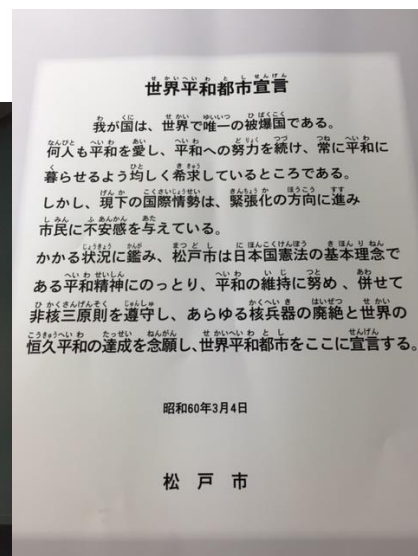 世界平和都市宣言
我が国は、世界で唯一の被爆国である。
何人も平和を愛し、平和への努力を続け、常に平和に
暮らせるよう均しく希求しているところである。
しかし、現下の国際情勢は、緊張化の方向に進み
市民に不安感を与えている。
かかる状況に鑑み、松戸市は日本国憲法の基本理念で
ある平和精神にのっとり、平和の維持に努め、併せて
非核三原則を遵守し、あらゆる核兵器の廃絶と世界の
恒久平和の達成を念願し、世界平和都市をここに宣言する。
昭和60年3月4日
松戸市